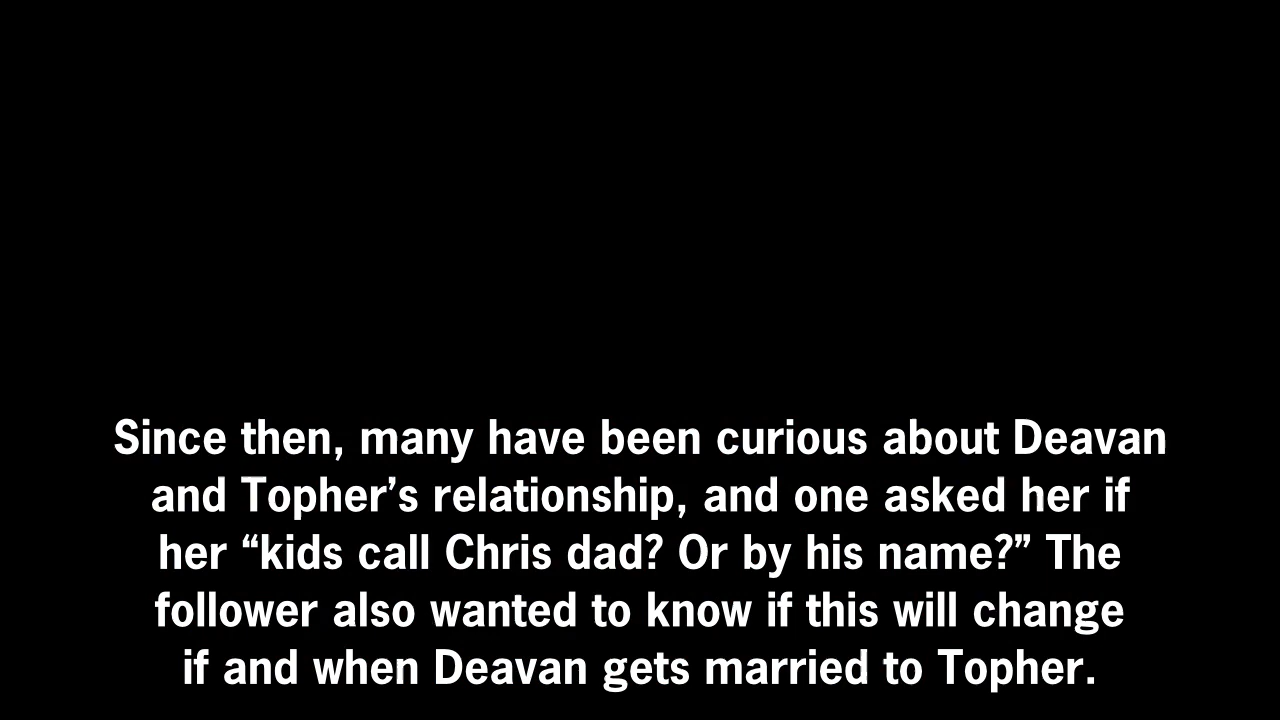 Since then, many have been curious about Deavan
and Topher’s relationship, and one asked her if
her “kids call Chris dad? Or by his name?” The
follower also wanted to know if this will change
if and when Deavan gets married to Topher.